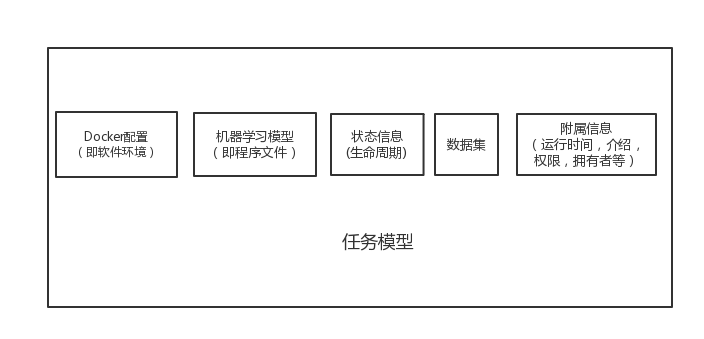 Docker配置
（即软件环境）
机器学习模型
（即程序文件）
状态信息
(生命周期)
数据集
附属信息
（运行时间，介绍，
权限，拥有者等）
任务模型